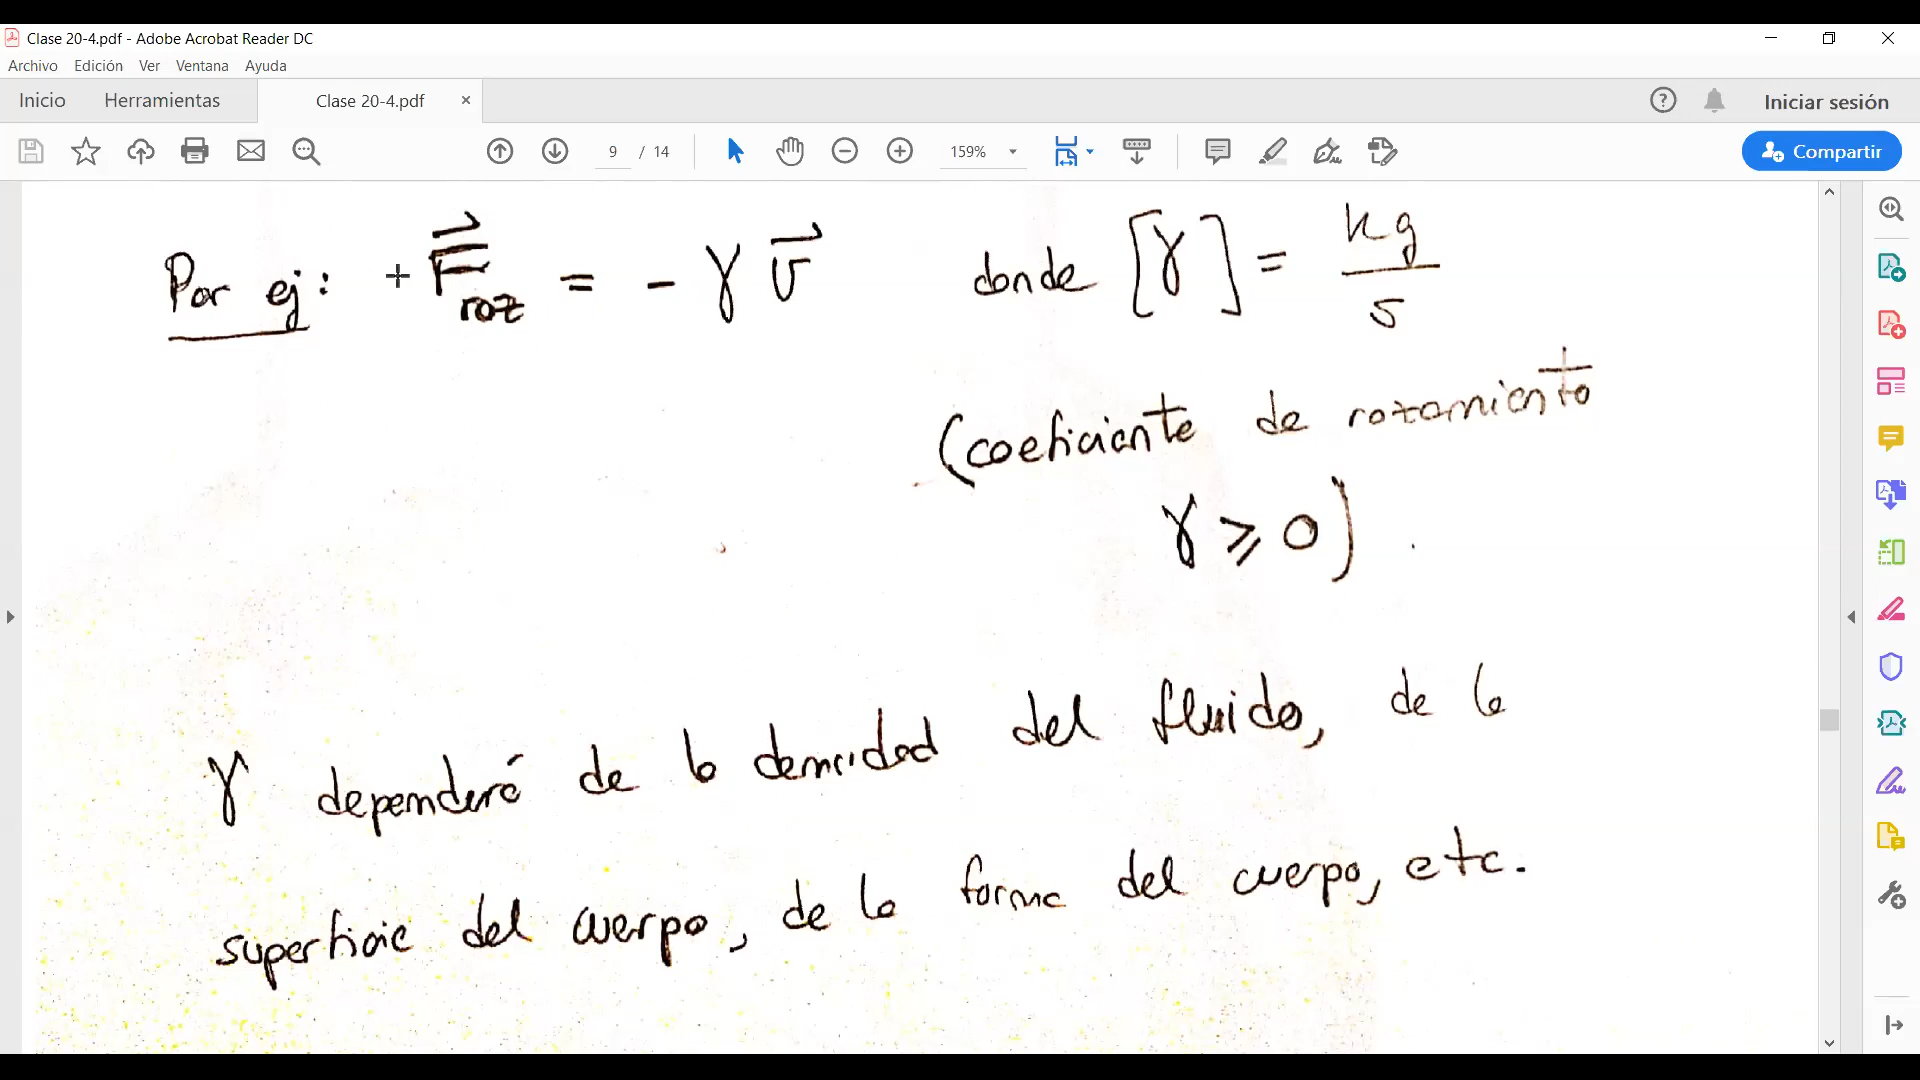 Clase 20-4.pdf - Adobe Acrobat Reader DC
Archivo Edición Ver Ventana Ayuda
Inicio Herramientas Clase 20-4.pdf × Iniciar sesión
9 / 14 159% Compartir
Por ej: + F⃗roz = - γ v⃗ donde [γ] = kg/s
(coeficiente de rozamiento
γ ⩾ 0)
γ dependerá de la densidad del fluido, de la
superficie del cuerpo, de la forma del cuerpo, etc.